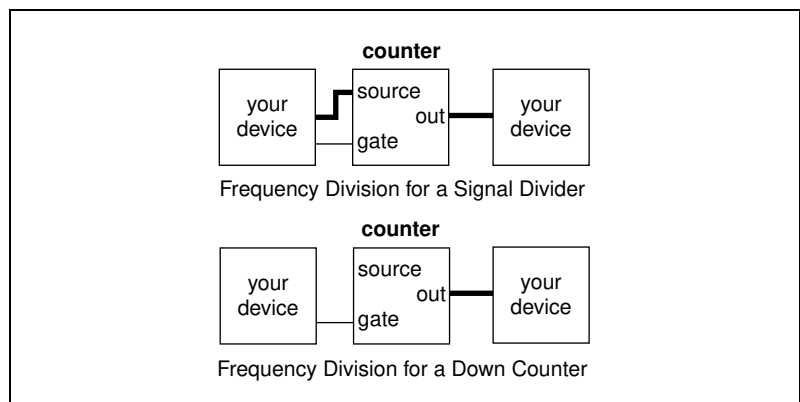 counter
your
device
source
out
gate
your
device
Frequency Division for a Signal Divider
counter
your
device
source
out
gate
your
device
Frequency Division for a Down Counter